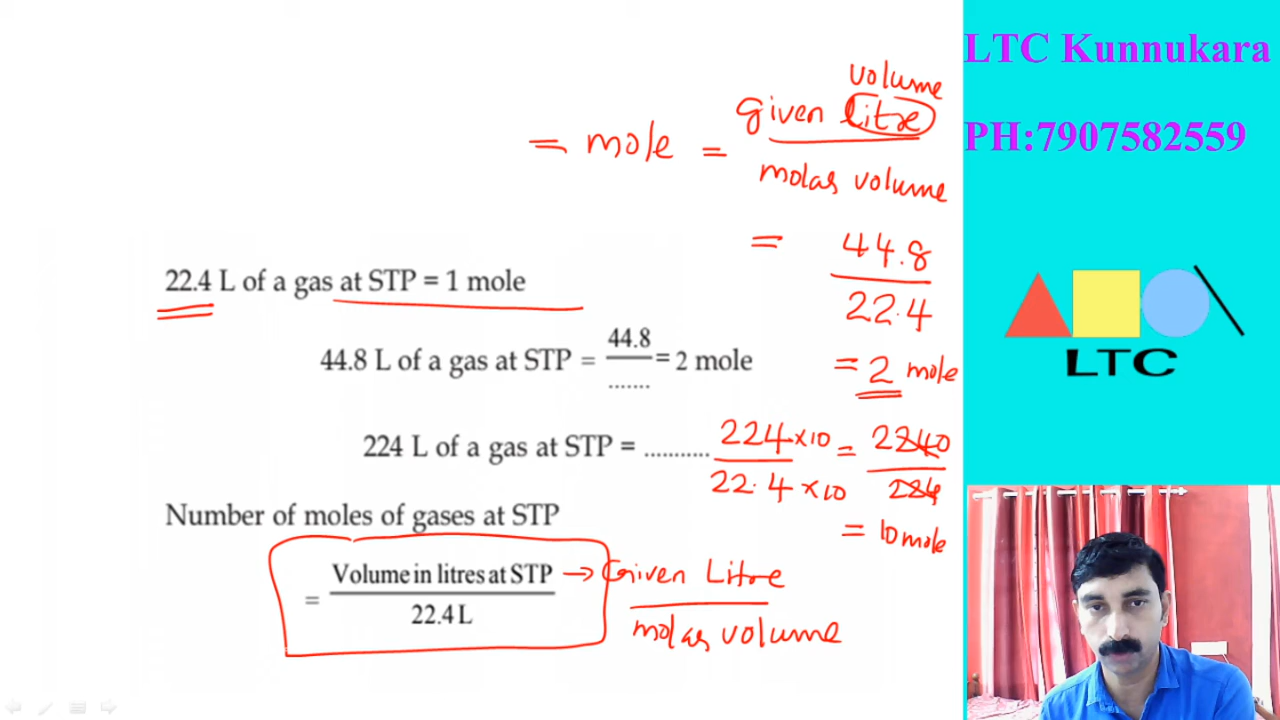 LTC Kunnukara
PH:7907582559
volume
= mole = given litre
molar volume
22.4 L of a gas at STP = 1 mole
= 44.8
22.4
= 2 mole
44.8 L of a gas at STP = 44.8
....... = 2 mole
224 L of a gas at STP = ...........
224 ×10 = 2240
22.4 ×10 224
= 10 mole
Number of moles of gases at STP
= Volume in litres at STP
22.4 L
→ Given Litre
molar volume
LTC